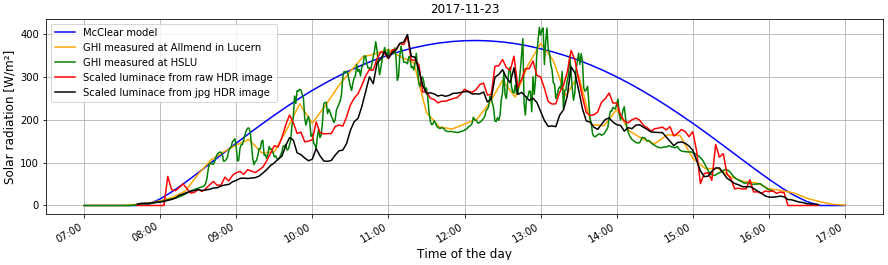 2017-11-23
Solar radiation [W/m²]
400
300
200
100
0
McClear model
GHI measured at Allmend in Lucern
GHI measured at HSLU
Scaled luminace from raw HDR image
Scaled luminace from jpg HDR image
07:00
08:00
09:00
10:00
11:00
12:00
13:00
14:00
15:00
16:00
17:00
Time of the day